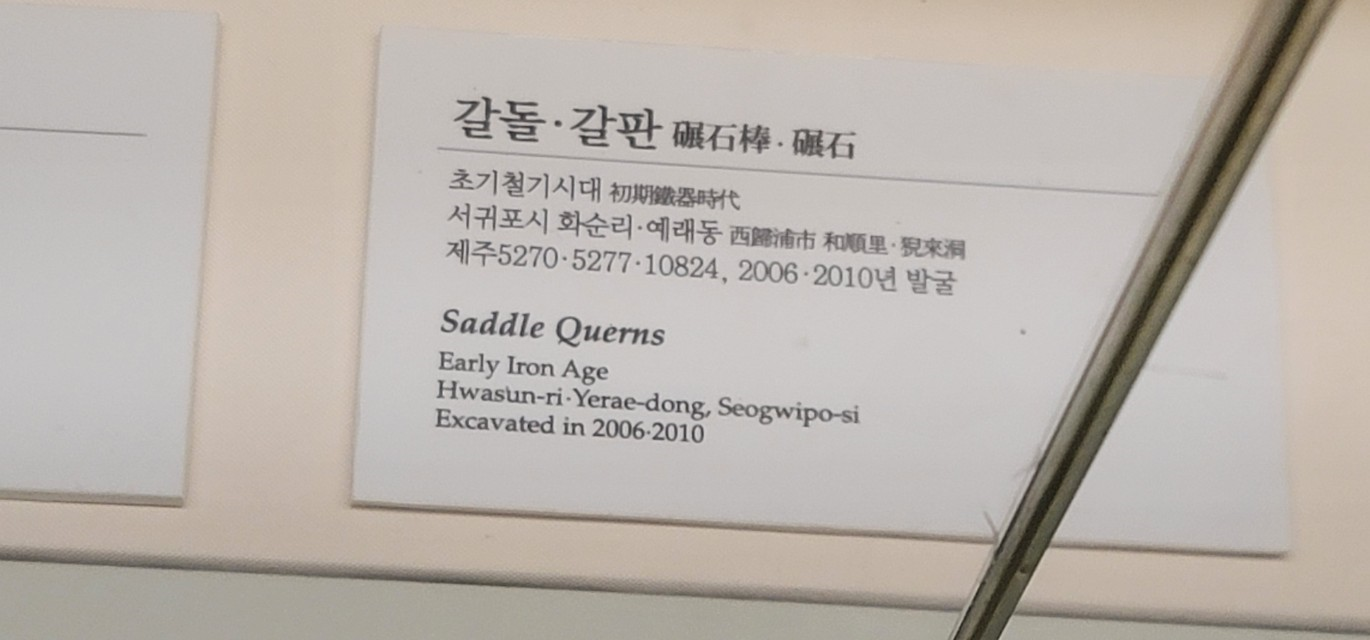 갈돌·갈판 碾石棒·碾石
초기철기시대 初期鐵器時代
서귀포시 화순리·예래동 西歸浦市 和順里·猊來洞
제주5270·5277·10824, 2006·2010년 발굴
Saddle Querns
Early Iron Age
Hwasun-ri·Yerae-dong, Seogwipo-si
Excavated in 2006·2010